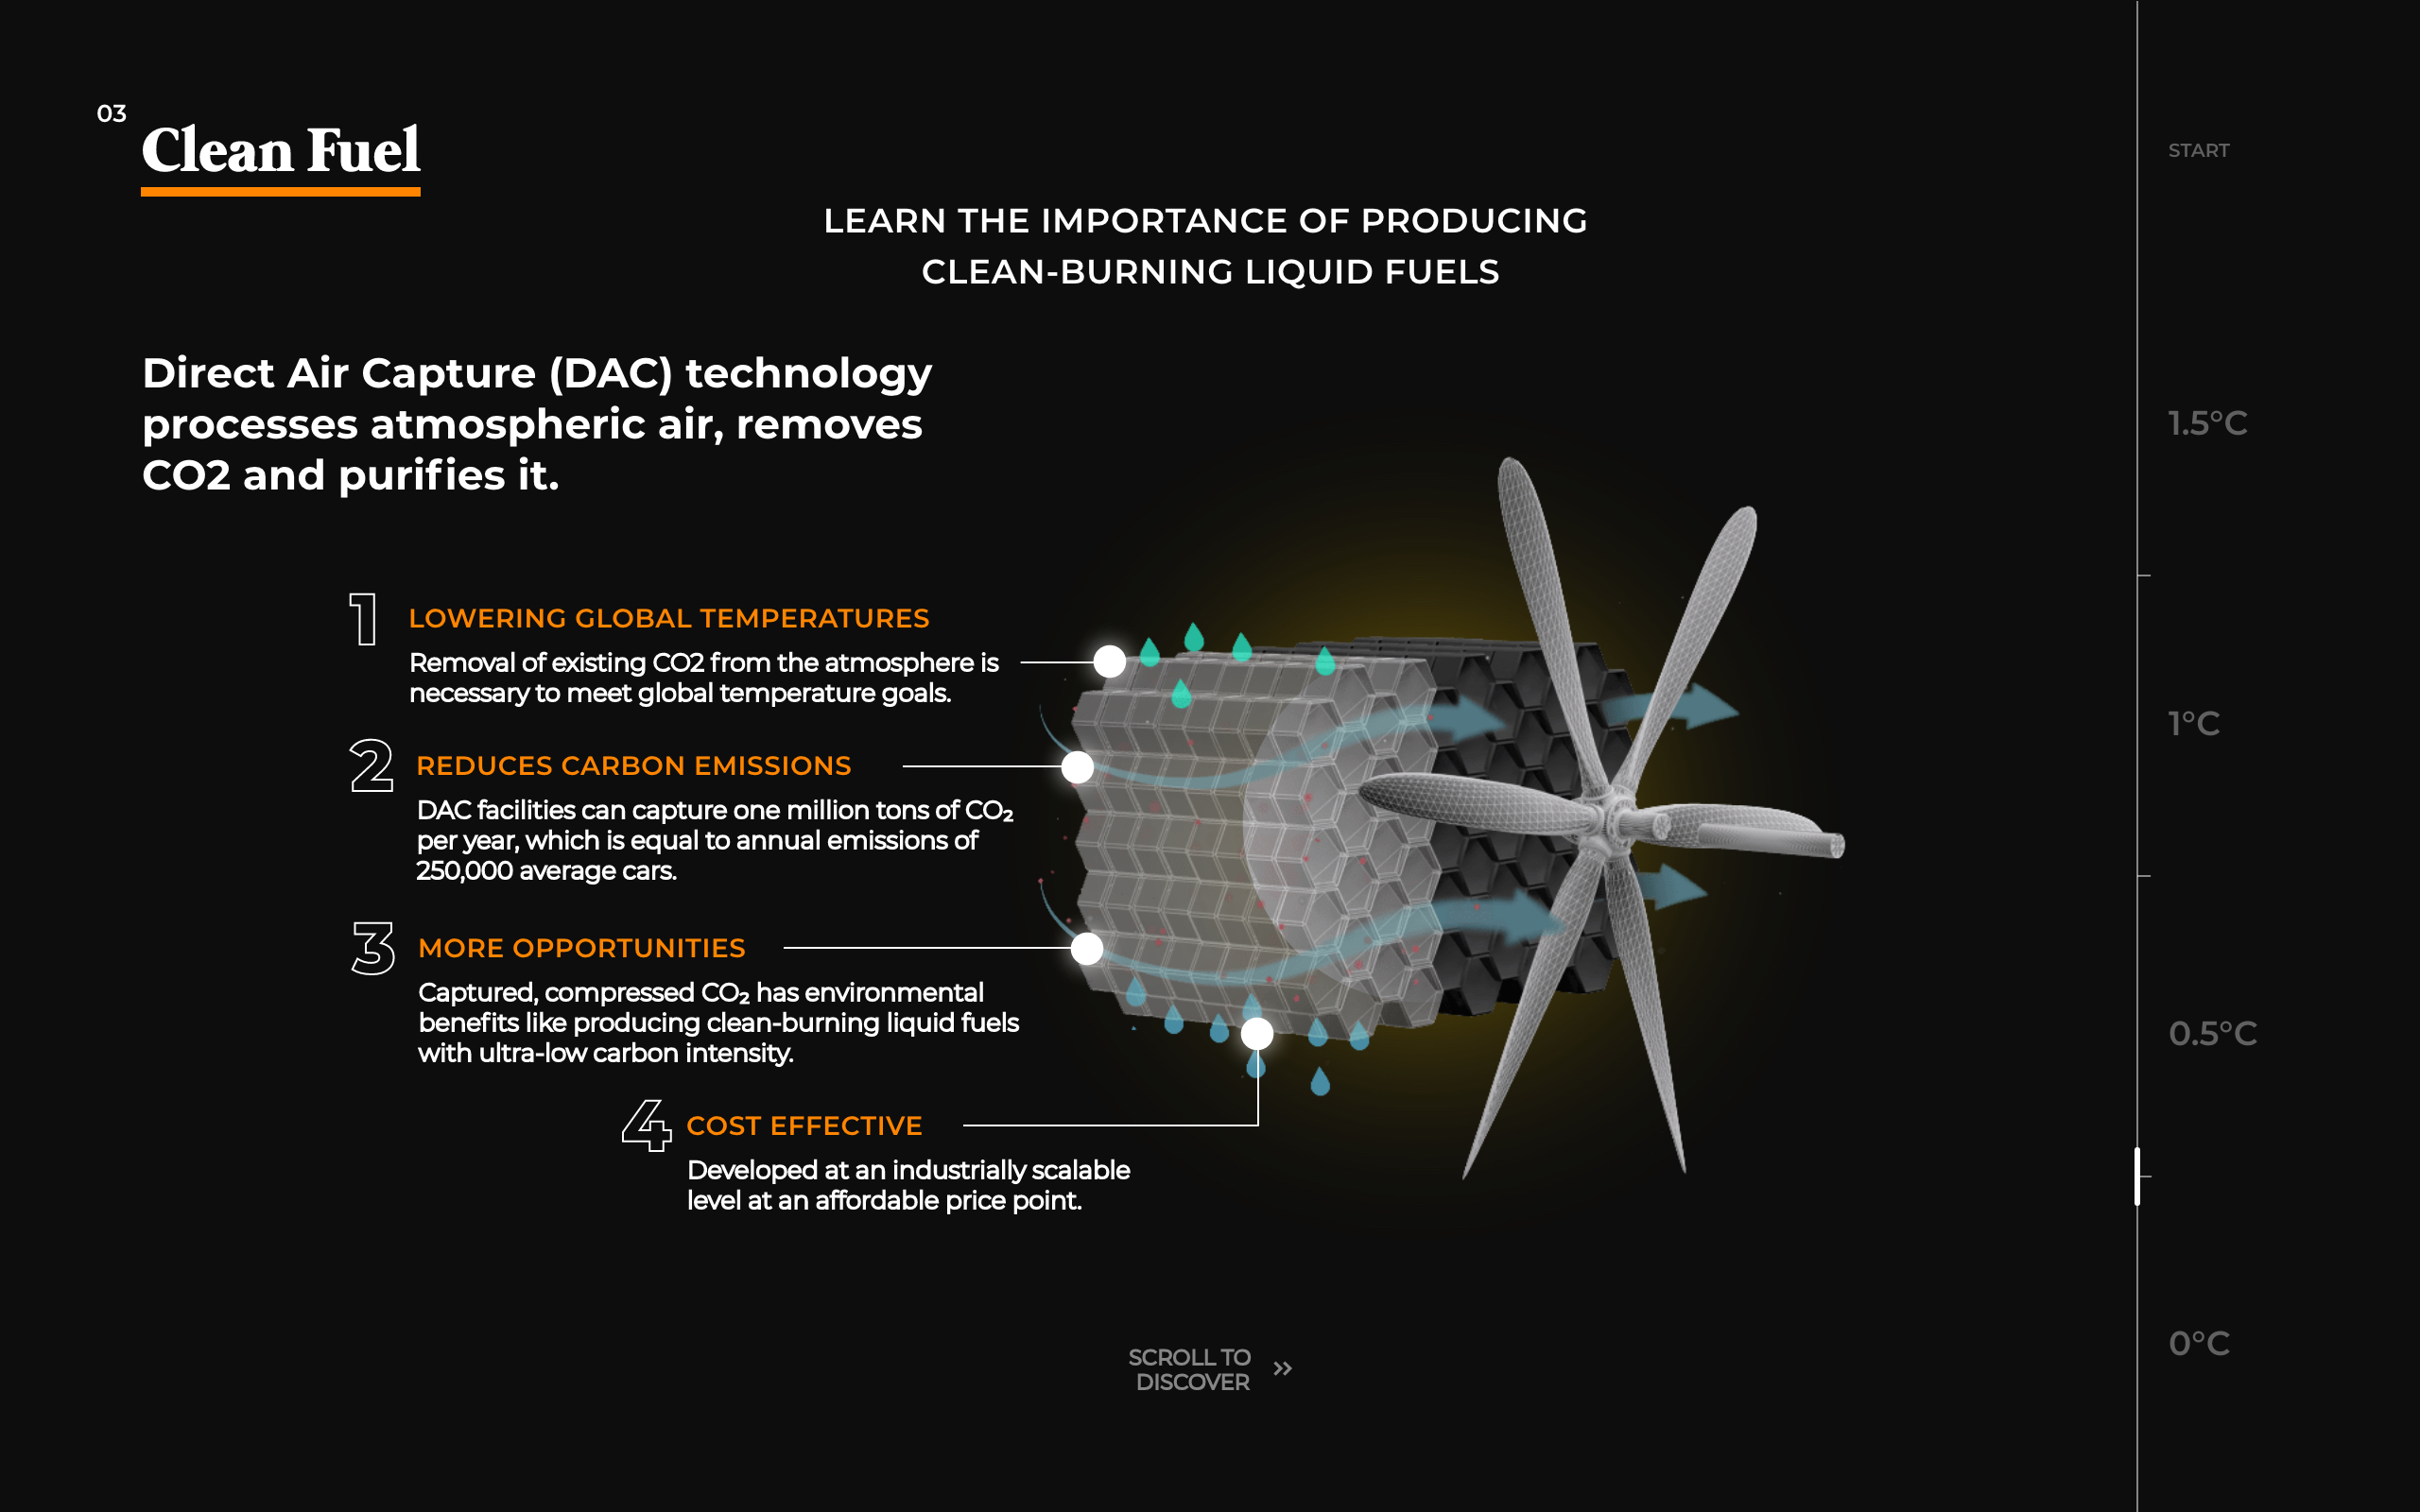 03
Clean Fuel
LEARN THE IMPORTANCE OF PRODUCING
CLEAN-BURNING LIQUID FUELS
Direct Air Capture (DAC) technology
processes atmospheric air, removes
CO2 and purifies it.
1
LOWERING GLOBAL TEMPERATURES
Removal of existing CO2 from the atmosphere is
necessary to meet global temperature goals.
2
REDUCES CARBON EMISSIONS
DAC facilities can capture one million tons of CO₂
per year, which is equal to annual emissions of
250,000 average cars.
3
MORE OPPORTUNITIES
Captured, compressed CO₂ has environmental
benefits like producing clean-burning liquid fuels
with ultra-low carbon intensity.
4
COST EFFECTIVE
Developed at an industrially scalable
level at an affordable price point.
SCROLL TO
DISCOVER
START
1.5°C
1°C
0.5°C
0°C